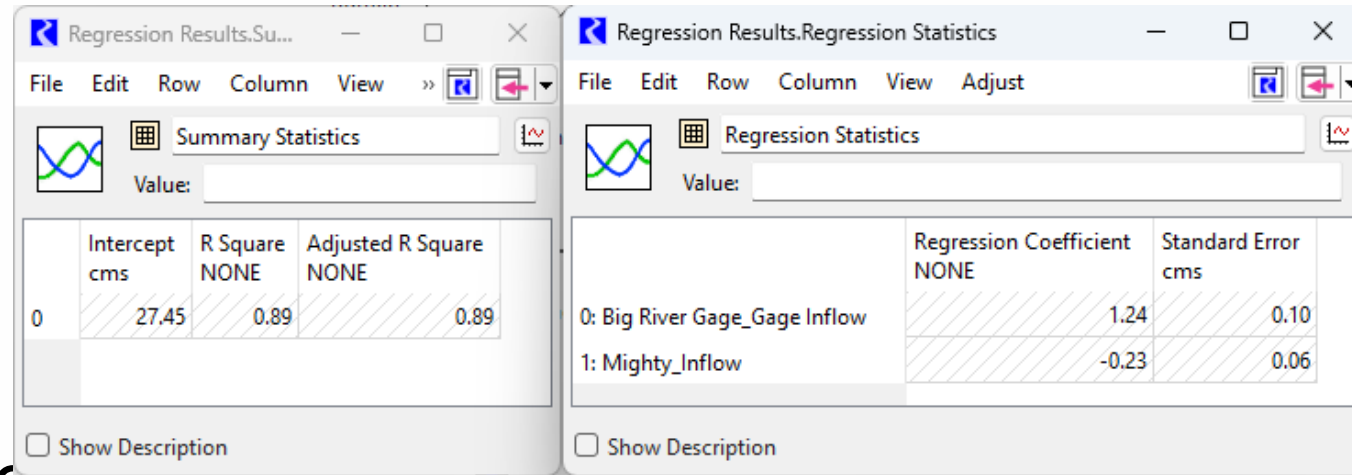 Regression Results.Su...
File Edit Row Column View »
Summary Statistics
Value:
Intercept cms R Square NONE Adjusted R Square NONE
0 27.45 0.89 0.89
Show Description
Regression Results.Regression Statistics
File Edit Row Column View Adjust
Regression Statistics
Value:
Regression Coefficient NONE Standard Error cms
0: Big River Gage_Gage Inflow 1.24 0.10
1: Mighty_Inflow -0.23 0.06
Show Description